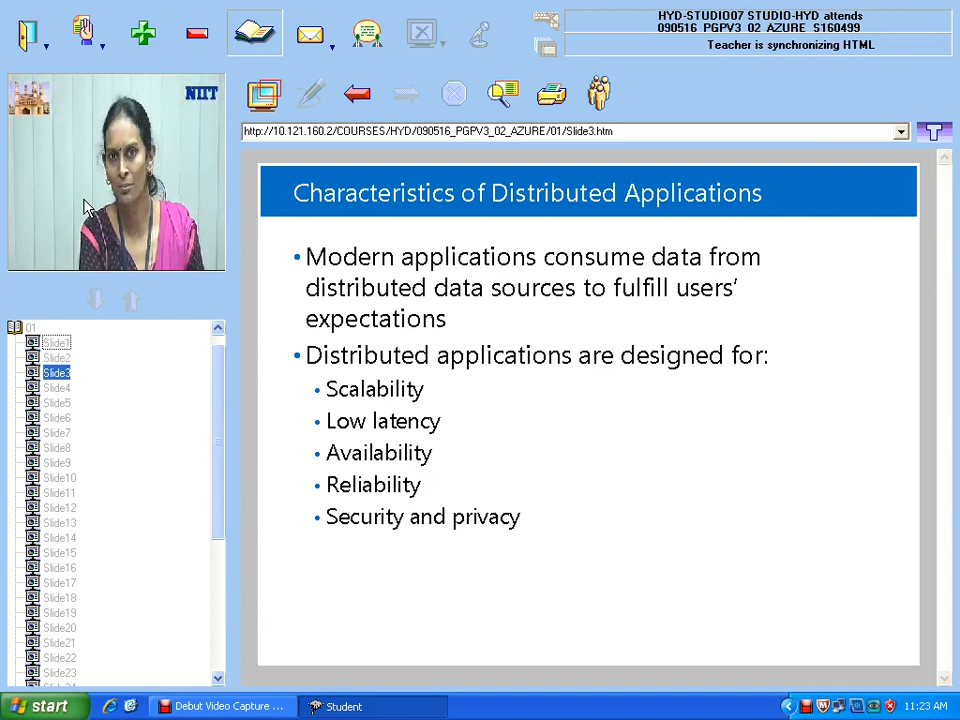 HYD-STUDIO07 STUDIO-HYD attends
090516_PGPV3_02_AZURE_S160499
Teacher is synchronizing HTML
NIIT
http://10.121.160.2/COURSES/HYD/090516_PGPV3_02_AZURE/01/Slide3.htm
T
Characteristics of Distributed Applications
• Modern applications consume data from
distributed data sources to fulfill users’
expectations
• Distributed applications are designed for:
• Scalability
• Low latency
• Availability
• Reliability
• Security and privacy
01
Slide1
Slide2
Slide3
Slide4
Slide5
Slide6
Slide7
Slide8
Slide9
Slide10
Slide11
Slide12
Slide13
Slide14
Slide15
Slide16
Slide17
Slide18
Slide19
Slide20
Slide21
Slide22
Slide23
start
Debut Video Capture ...
Student
11:23 AM